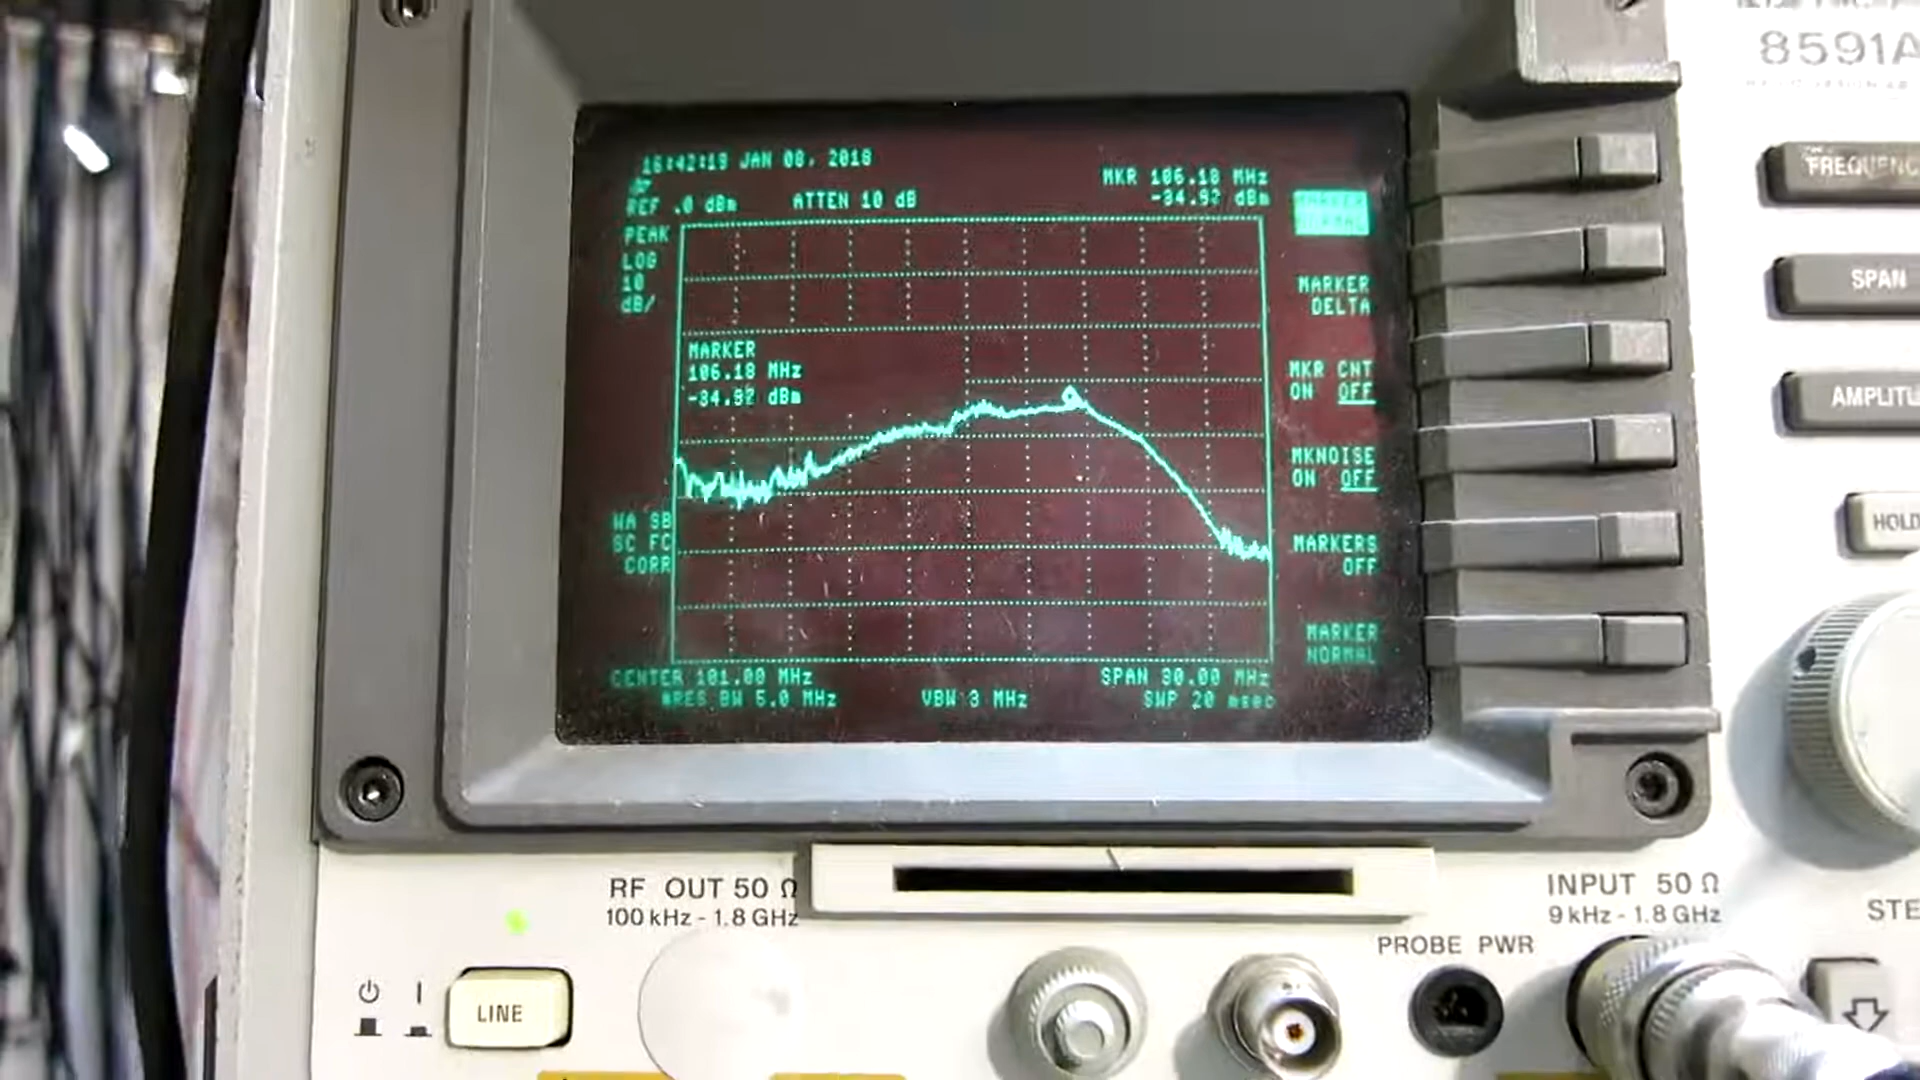 8591A
16:42:19 JAN 08, 2018
MKR 106.18 MHz
-34.92 dBm
REF .0 dBm ATTEN 10 dB
MARKER
NORMAL
PEAK
LOG
10
dB/
MARKER
DELTA
MARKER
106.18 MHz
-34.92 dBm
MKR CNT
ON OFF
MKNOISE
ON OFF
WA SB
SC FC
CORR
MARKERS
OFF
MARKER
NORMAL
CENTER 101.00 MHz SPAN 30.00 MHz
#RES BW 5.0 MHz VBW 3 MHz SWP 20 msec
FREQUENC
SPAN
AMPLITU
HOLD
RF OUT 50 Ω
100 kHz - 1.8 GHz
INPUT 50 Ω
9 kHz - 1.8 GHz
STE
PROBE PWR
LINE